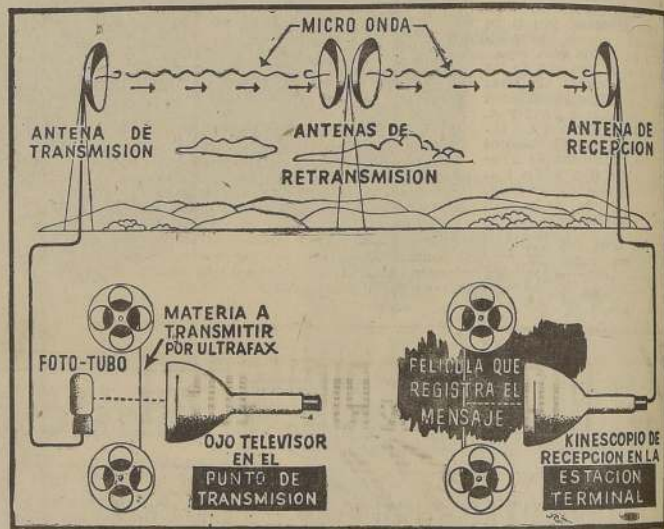 MICRO ONDA
ANTENA DE
TRANSMISION
ANTENAS DE
RETRANSMISION
ANTENA DE
RECEPCION
MATERIA A
TRANSMITIR
POR ULTRAFAX
FOTO-TUBO
OJO TELEVISOR
EN EL
PUNTO DE
TRANSMISION
FELICULA QUE
REGISTRA EL
MENSAJE
KINESCOPIO DE
RECEPCION EN LA
ESTACION
TERMINAL